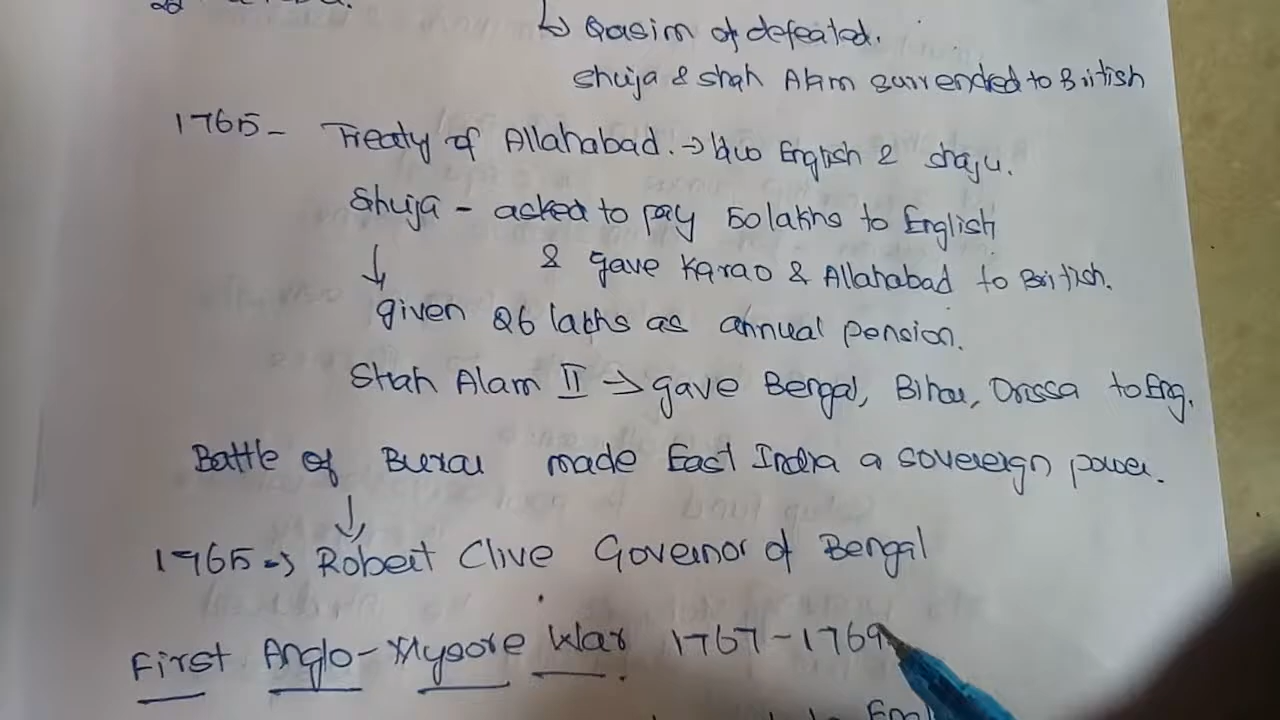 ↳ Qasim of defeated.
Shuja & Shah Alam surrended to British
1765 - Treaty of Allahabad. → b/w English & Shaju.
Shuja - asked to pay 50 lakhs to English
↓ & gave Karao & Allahabad to British.
given 26 lakhs as annual pension.
Shah Alam II → gave Bengal, Bihar, Orissa to Eng.
Battle of Buxar made East India a sovereign power.
↓
1765 → Robert Clive Governor of Bengal
First Anglo-Mysore War 1767-1769